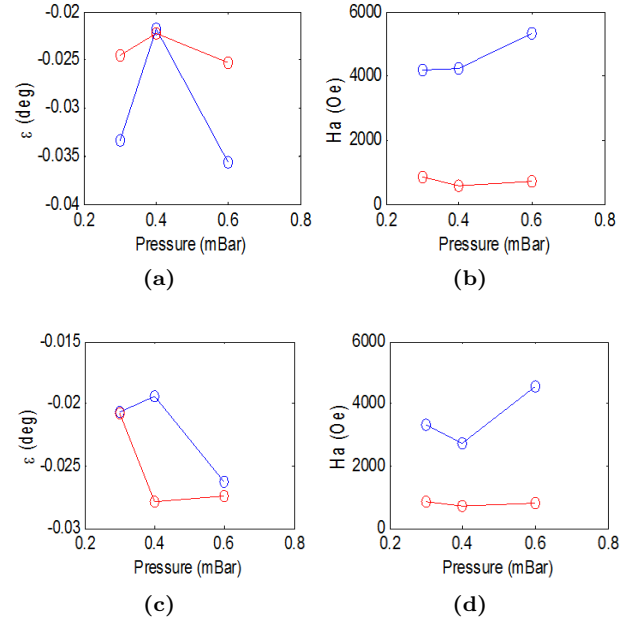 -0.02
-0.025
-0.03
-0.035
-0.04
ε (deg)
0.2 0.4 0.6 0.8
Pressure (mBar)
(a)
6000
4000
2000
0
Ha (Oe)
0.2 0.4 0.6 0.8
Pressure (mBar)
(b)
-0.015
-0.02
-0.025
-0.03
ε (deg)
0.2 0.4 0.6 0.8
Pressure (mBar)
(c)
6000
4000
2000
0
Ha (Oe)
0.2 0.4 0.6 0.8
Pressure (mBar)
(d)